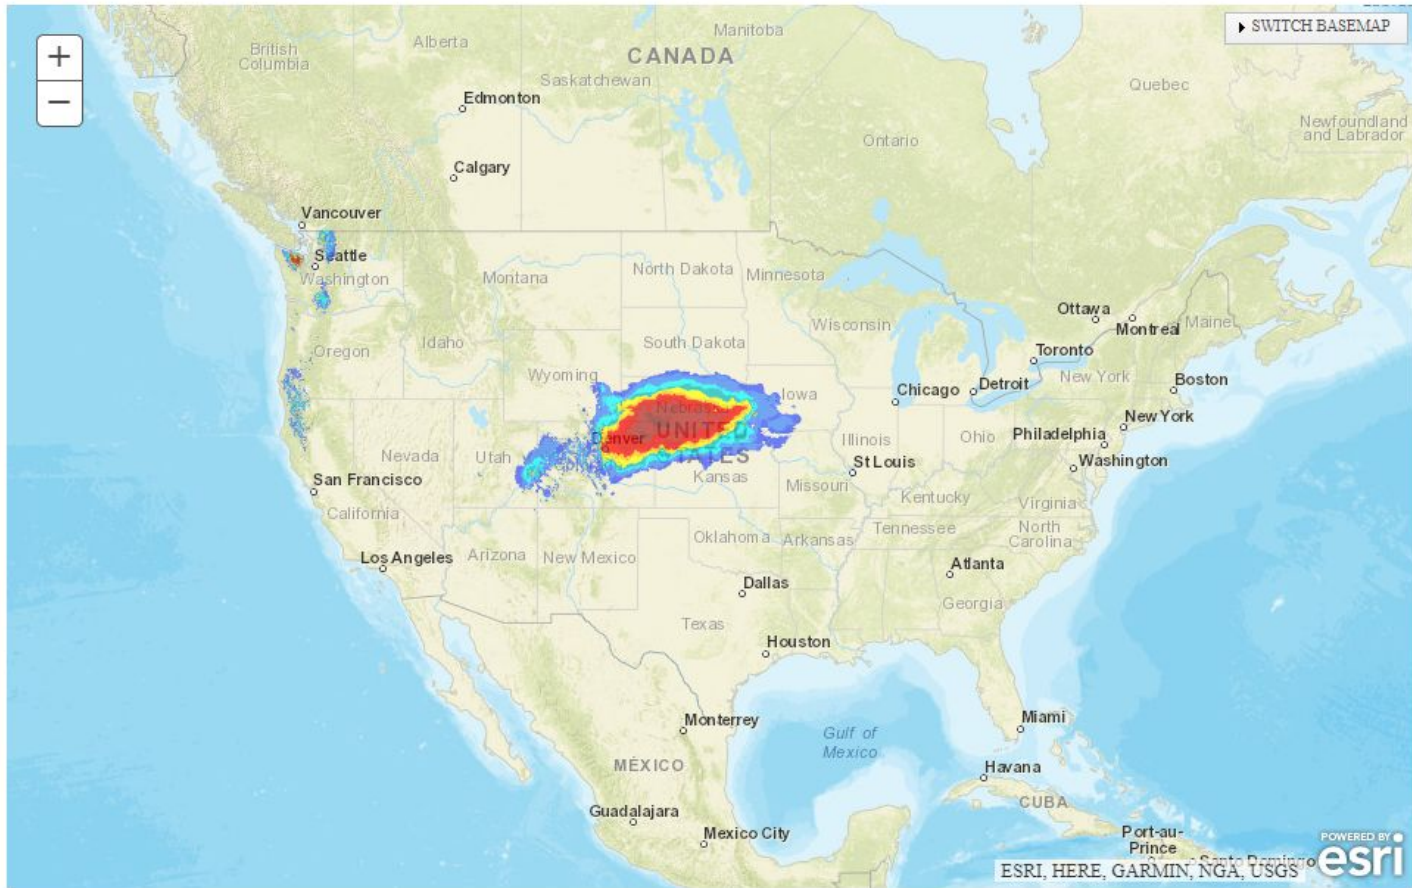 Manitoba
SWITCH BASEMAP
British
Columbia
Alberta
CANADA
Saskatchewan
Quebec
Edmonton
Newfoundland
and Labrador
Ontario
Calgary
Vancouver
Seattle
Washington
Montana
North Dakota
Minnesota
Ottawa
Montreal
Maine
Wisconsin
Oregon
Idaho
South Dakota
Toronto
Wyoming
New York
Boston
Chicago
Detroit
Iowa
Nebraska
New York
UNITED
STATES
Denver
Philadelphia
Illinois
Ohio
Nevada
Utah
St Louis
Washington
Kansas
San Francisco
Missouri
Kentucky
Virginia
California
Tennessee
North
Carolina
Oklahoma
Arkansas
Los Angeles
Arizona
New Mexico
Atlanta
Dallas
Georgia
Texas
Houston
Monterrey
Miami
Gulf of
Mexico
MÉXICO
Havana
CUBA
Guadalajara
Mexico City
Port-au-
Prince
Santo Domingo
POWERED BY
esri
ESRI, HERE, GARMIN, NGA, USGS